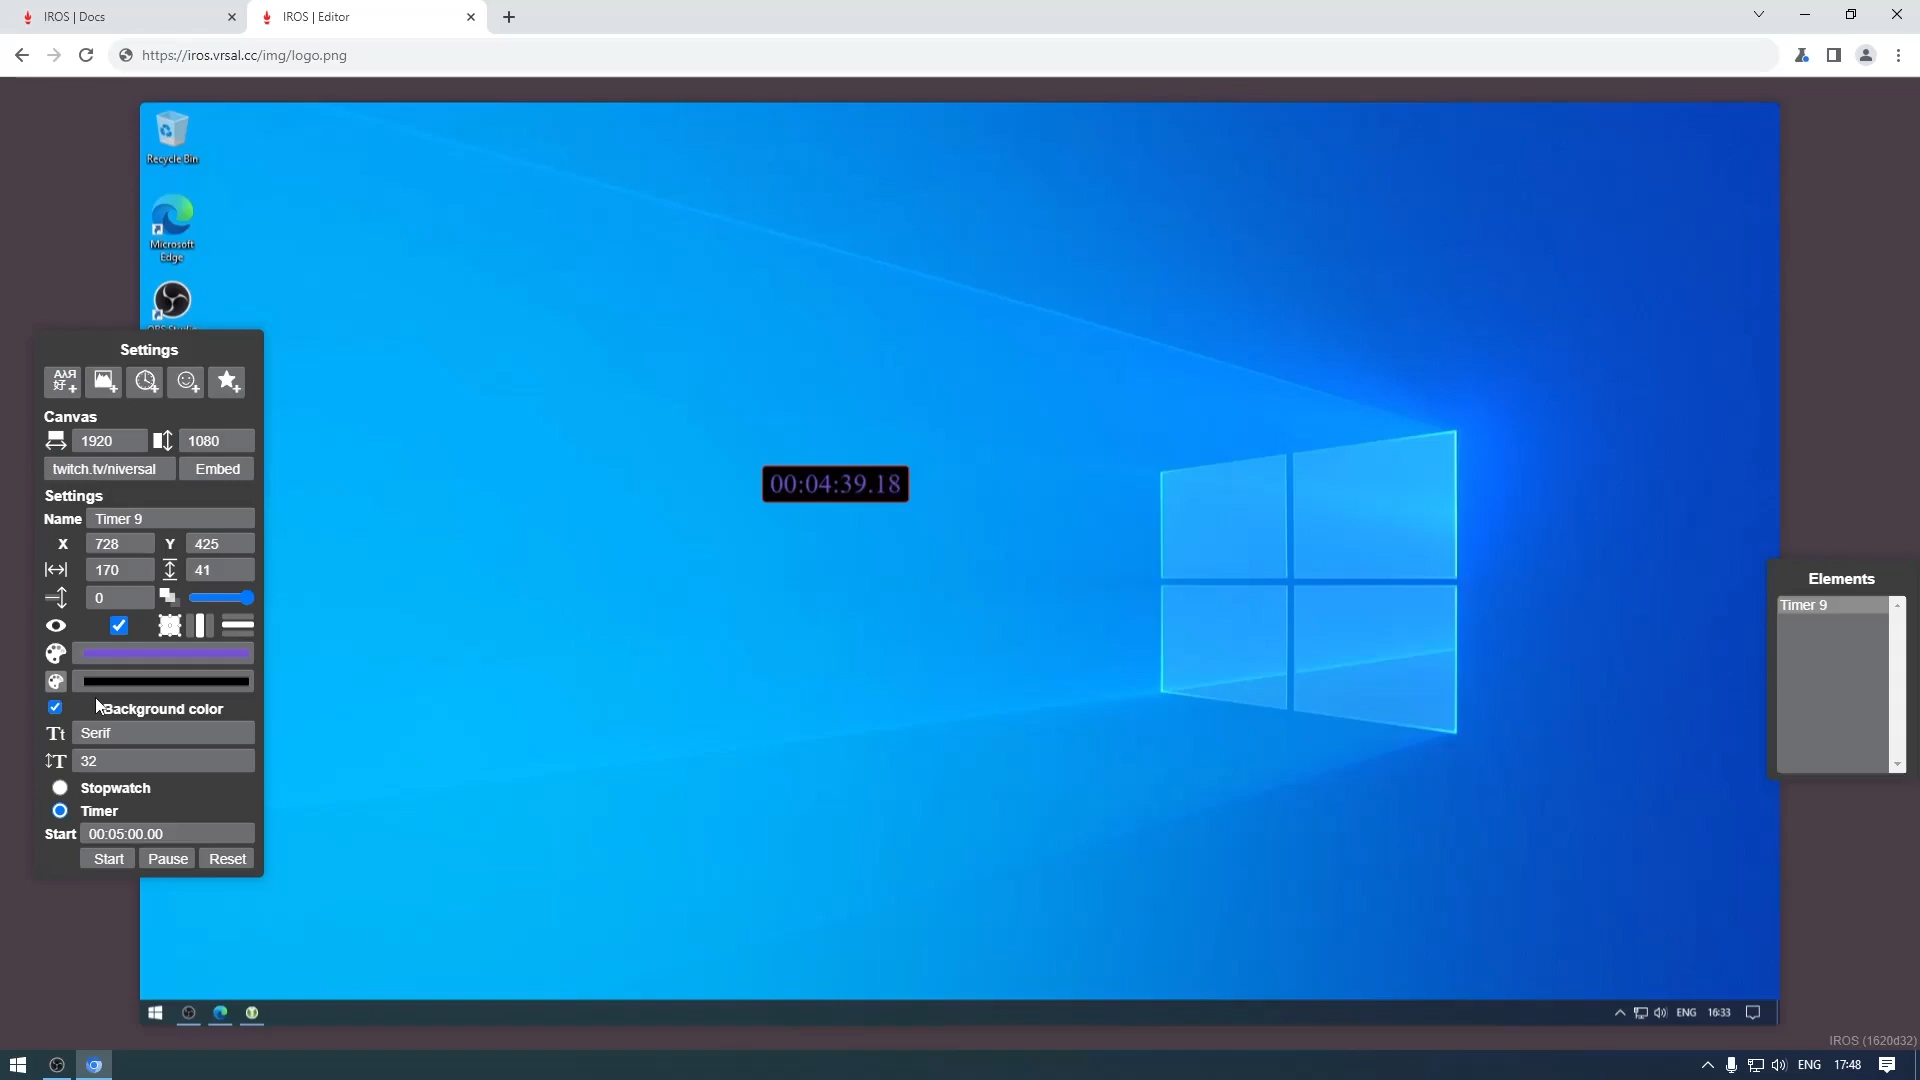 IROS | Docs
IROS | Editor
https://iros.vrsal.cc/img/logo.png
Recycle Bin
Microsoft
Edge
OBS Studio
Settings
Canvas
1920
1080
twitch.tv/niversal
Embed
Settings
Name
Timer 9
X
728
Y
425
170
41
0
Background color
Tt
Serif
32
Stopwatch
Timer
Start
00:05:00.00
Start
Pause
Reset
00:04:39.18
Elements
Timer 9
ENG
16:33
IROS (1620d32)
ENG
17:48